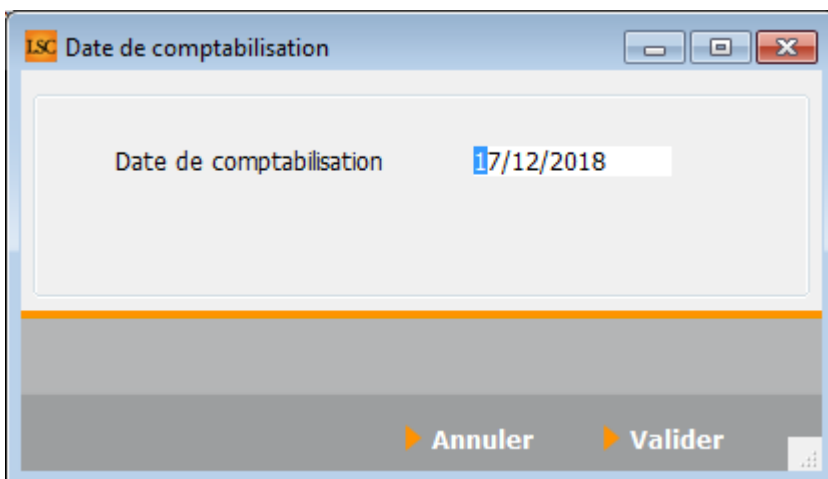 LSC Date de comptabilisation
Date de comptabilisation 17/12/2018
Annuler Valider